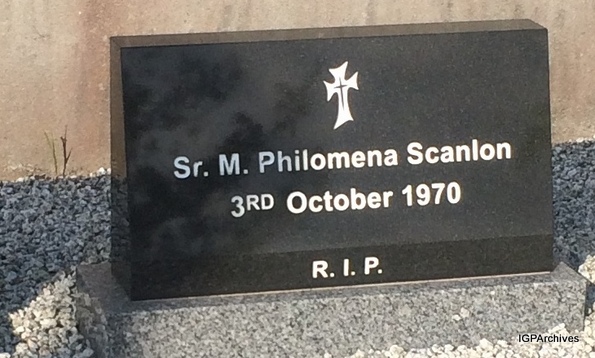 Sr. M. Philomena Scanlon
3RD October 1970
R. I. P.
IGPArchives